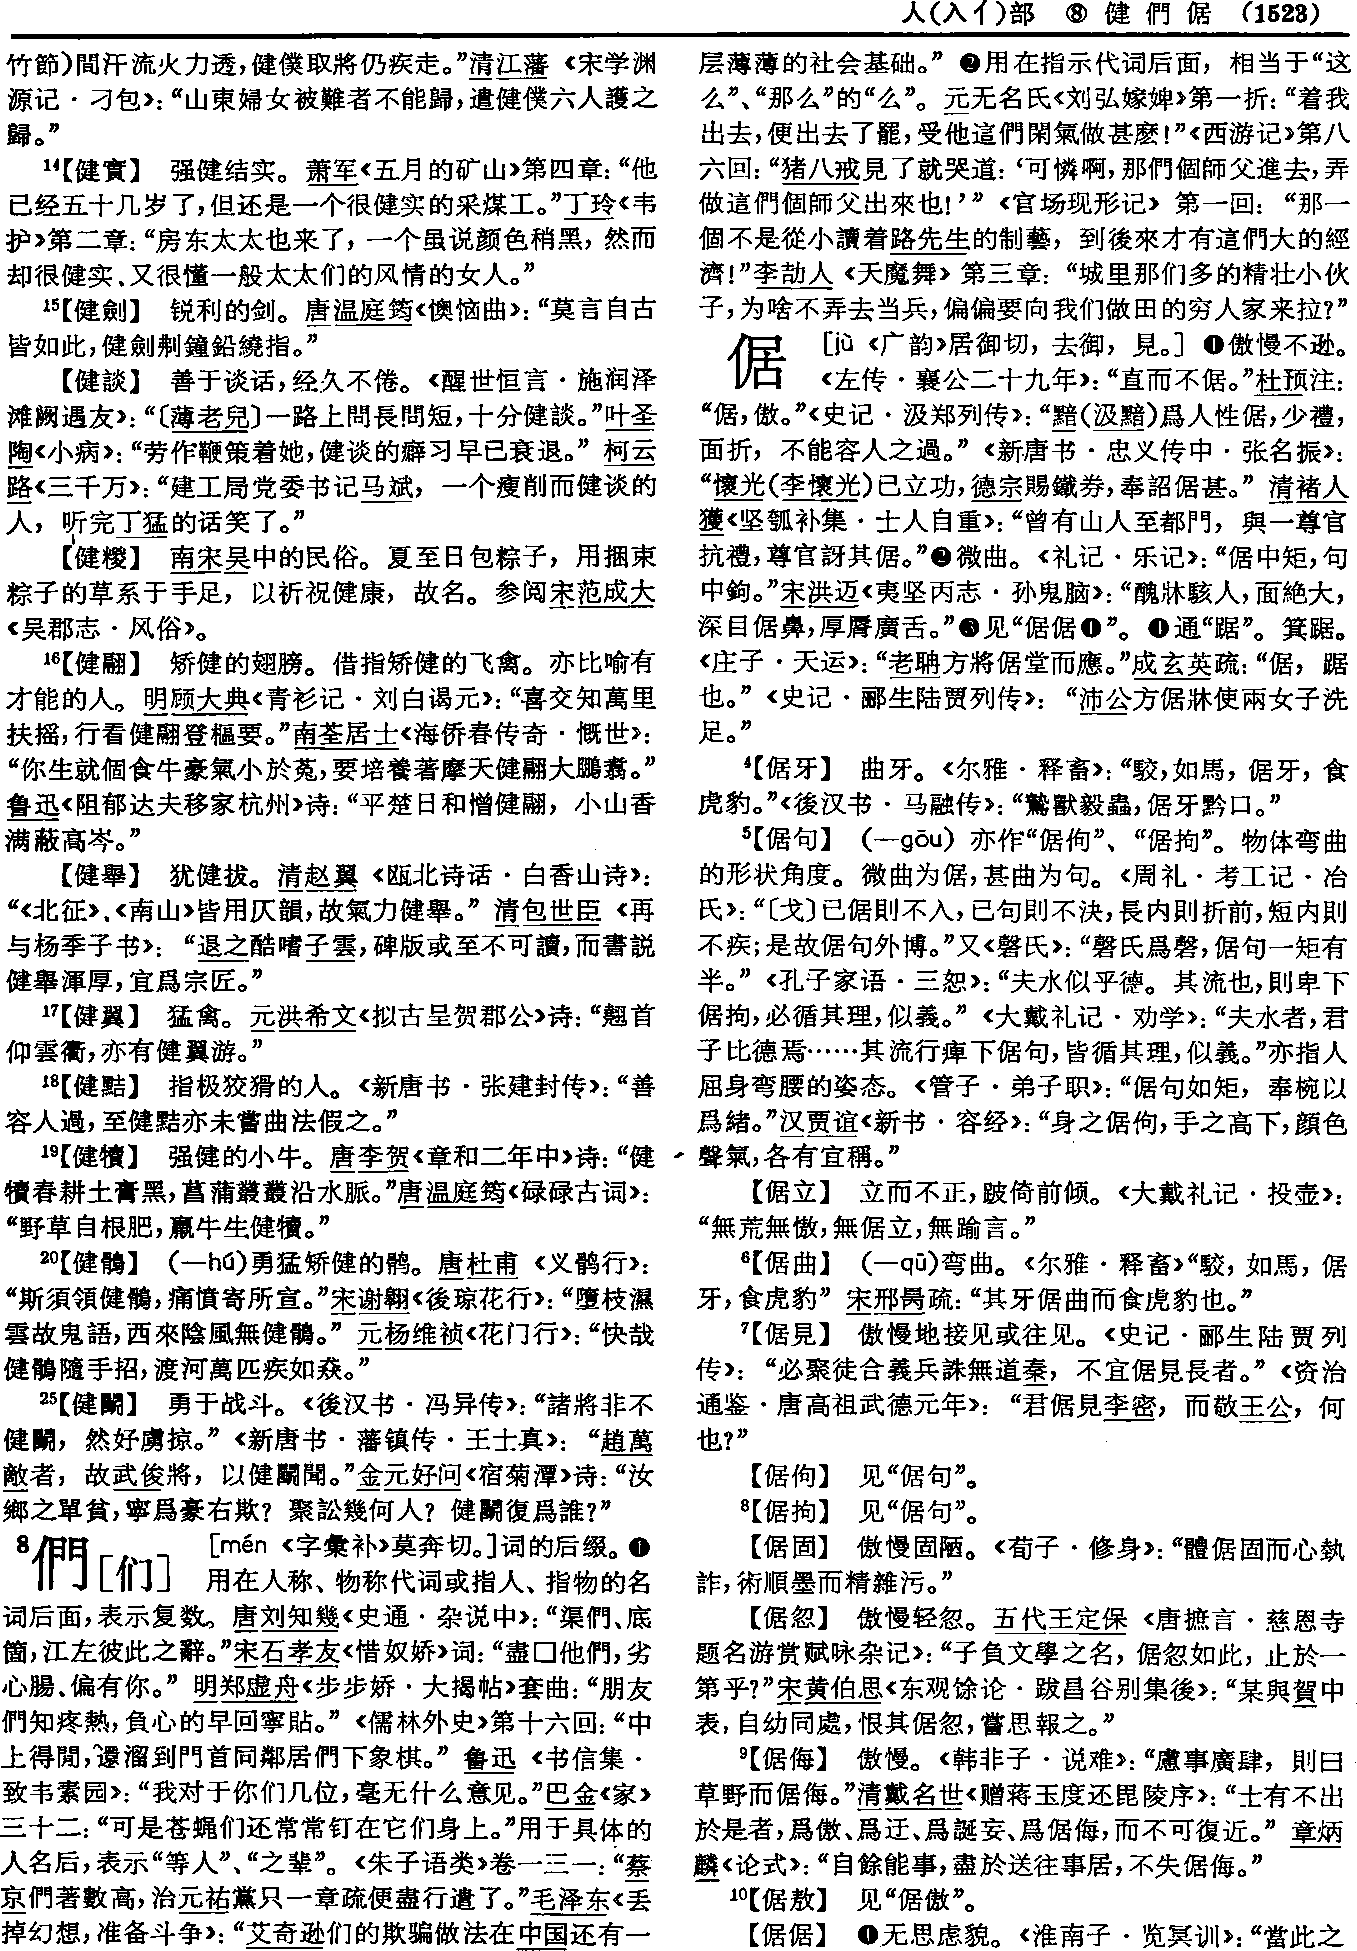 人(入亻)部 ⑧ 健們倨 (1523)
竹節)間汗流火力透,健僕取將仍疾走。”清江藩《宋学渊
源记·刁包》:“山東婦女被難者不能歸,遣健僕六人護之
歸。”
14【健實】 强健结实。萧军《五月的矿山》第四章:“他
已经五十几岁了,但还是一个很健实的采煤工。”丁玲《韦
护》第二章:“房东太太也来了,一个虽说颜色稍黑,然而
却很健实、又很懂一般太太们的风情的女人。”
15【健劍】 锐利的剑。唐温庭筠《懊恼曲》:“莫言自古
皆如此,健劍刜鐘鉛繞指。”
【健談】 善于谈话,经久不倦。《醒世恒言·施润泽
滩阙遇友》:“〔薄老兒〕一路上問長問短,十分健談。”叶圣
陶《小病》:“劳作鞭策着她,健谈的癖习早已衰退。”柯云
路《三千万》:“建工局党委书记马斌,一个瘦削而健谈的
人,听完丁猛的话笑了。”
【健糉】 南宋吴中的民俗。夏至日包粽子,用捆束
粽子的草系于手足,以祈祝健康,故名。参阅宋范成大
《吴郡志·风俗》。
16【健翮】 矫健的翅膀。借指矫健的飞禽。亦比喻有
才能的人。明顾大典《青衫记·刘白谒元》:“喜交知萬里
扶摇,行看健翮登樞要。”南荃居士《海侨春传奇·慨世》:
“你生就個食牛豪氣小於菟,要培養著摩天健翮大鵬翥。”
鲁迅《阻郁达夫移家杭州》诗:“平楚日和憎健翮,小山香
满蔽高岑。”
【健舉】 犹健拔。清赵翼《瓯北诗话·白香山诗》:
“《北征》、《南山》皆用仄韻,故氣力健舉。”清包世臣《再
与杨季子书》:“退之酷嗜子雲,碑版或至不可讀,而書説
健舉渾厚,宜爲宗匠。”
17【健翼】 猛禽。元洪希文《拟古呈贺郡公》诗:“翘首
仰雲衢,亦有健翼游。”
18【健黠】 指极狡猾的人。《新唐书·张建封传》:“善
容人過,至健黠亦未嘗曲法假之。”
19【健犢】 强健的小牛。唐李贺《章和二年中》诗:“健
犢春耕土膏黑,菖蒲叢叢沿水脈。”唐温庭筠《碌碌古词》:
“野草自根肥,羸牛生健犢。”
20【健鶻】 (—hú)勇猛矫健的鹘。唐杜甫《义鹘行》:
“斯須領健鶻,痛憤寄所宣。”宋谢翱《後琼花行》:“墮枝濕
雲故鬼語,西來陰風無健鶻。”元杨维祯《花门行》:“快哉
健鶻隨手招,渡河萬匹疾如猋。”
25【健鬭】 勇于战斗。《後汉书·冯异传》:“諸將非不
健鬭,然好虜掠。”《新唐书·藩镇传·王士真》:“趙萬
敵者,故武俊將,以健鬭聞。”金元好问《宿菊潭》诗:“汝
鄉之單貧,寧爲豪右欺?聚訟幾何人?健鬭復爲誰?”
8們[们] [mén《字彙补》莫奔切。]词的后缀。❶
用在人称、物称代词或指人、指物的名
词后面,表示复数。唐刘知幾《史通·杂说中》:“渠們、底
箇,江左彼此之辭。”宋石孝友《惜奴娇》词:“盡□他們,劣
心腸、偏有你。”明郑虚舟《步步娇·大揭帖》套曲:“朋友
們知疼熱,負心的早回寧貼。”《儒林外史》第十六回:“中
上得閒,還溜到門首同鄰居們下象棋。”鲁迅《书信集·
致韦素园》:“我对于你们几位,毫无什么意见。”巴金《家》
三十二:“可是苍蝇们还常常钉在它们身上。”用于具体的
人名后,表示“等人”、“之辈”。《朱子语类》卷一三一:“蔡
京們著數高,治元祐黨只一章疏便盡行遣了。”毛泽东《丢
掉幻想,准备斗争》:“艾奇逊们的欺骗做法在中国还有一
层薄薄的社会基础。”❷用在指示代词后面,相当于“这
么”、“那么”的“么”。元无名氏《刘弘嫁婢》第一折:“着我
出去,便出去了罷,受他這們閑氣做甚麽!”《西游记》第八
六回:“猪八戒見了就哭道:‘可憐啊,那們個師父進去,弄
做這們個師父出來也!’”《官场现形记》第一回:“那一
個不是從小讀着路先生的制藝,到後來才有這們大的經
濟!”李劼人《天魔舞》第三章:“城里那们多的精壮小伙
子,为啥不弄去当兵,偏偏要向我们做田的穷人家来拉?”
倨 [jù《广韵》居御切,去御,見。]❶傲慢不逊。
《左传·襄公二十九年》:“直而不倨。”杜预注:
“倨,傲。”《史记·汲郑列传》:“黯(汲黯)爲人性倨,少禮,
面折,不能容人之過。”《新唐书·忠义传中·张名振》:
“懷光(李懷光)已立功,德宗賜鐵券,奉詔倨甚。”清褚人
獲《坚瓠补集·士人自重》:“曾有山人至都門,與一尊官
抗禮,尊官訝其倨。”❷微曲。《礼记·乐记》:“倨中矩,句
中鉤。”宋洪迈《夷坚丙志·孙鬼脑》:“醜牀駭人,面絶大,
深目倨鼻,厚脣廣舌。”❸见“倨倨❶”。❹通“踞”。箕踞。
《庄子·天运》:“老聃方將倨堂而應。”成玄英疏:“倨,踞
也。”《史记·郦生陆贾列传》:“沛公方倨牀使兩女子洗
足。”
4【倨牙】 曲牙。《尔雅·释畜》:“駮,如馬,倨牙,食
虎豹。”《後汉书·马融传》:“鷙獸毅蟲,倨牙黔口。”
5【倨句】 (—gōu)亦作“倨佝”、“倨拘”。物体弯曲
的形状角度。微曲为倨,甚曲为句。《周礼·考工记·冶
氏》:“〔戈〕已倨則不入,已句則不決,長内則折前,短内則
不疾;是故倨句外博。”又《磬氏》:“磬氏爲磬,倨句一矩有
半。”《孔子家语·三恕》:“夫水似乎德。其流也,則卑下
倨拘,必循其理,似義。”《大戴礼记·劝学》:“夫水者,君
子比德焉……其流行庳下倨句,皆循其理,似義。”亦指人
屈身弯腰的姿态。《管子·弟子职》:“倨句如矩,奉椀以
爲緒。”汉贾谊《新书·容经》:“身之倨佝,手之高下,顔色
聲氣,各有宜稱。”
【倨立】 立而不正,跛倚前倾。《大戴礼记·投壶》:
“無荒無慠,無倨立,無踰言。”
6【倨曲】 (—qū)弯曲。《尔雅·释畜》“駮,如馬,倨
牙,食虎豹”宋邢昺疏:“其牙倨曲而食虎豹也。”
7【倨見】 傲慢地接见或往见。《史记·郦生陆贾列
传》:“必聚徒合義兵誅無道秦,不宜倨見長者。”《资治
通鉴·唐高祖武德元年》:“君倨見李密,而敬王公,何
也?”
【倨佝】 见“倨句”。
8【倨拘】 见“倨句”。
【倨固】 傲慢固陋。《荀子·修身》:“體倨固而心執
詐,術順墨而精雜污。”
【倨忽】 傲慢轻忽。五代王定保《唐摭言·慈恩寺
题名游赏赋咏杂记》:“子負文學之名,倨忽如此,止於一
第乎?”宋黄伯思《东观馀论·跋昌谷别集後》:“某與賀中
表,自幼同處,恨其倨忽,嘗思報之。”
9【倨侮】 傲慢。《韩非子·说难》:“慮事廣肆,則曰
草野而倨侮。”清戴名世《赠蒋玉度还毘陵序》:“士有不出
於是者,爲傲、爲迂、爲誕妄、爲倨侮,而不可復近。”章炳
麟《论式》:“自餘能事,盡於送往事居,不失倨侮。”
10【倨敖】 见“倨傲”。
【倨倨】 ❶无思虑貌。《淮南子·览冥训》:“當此之